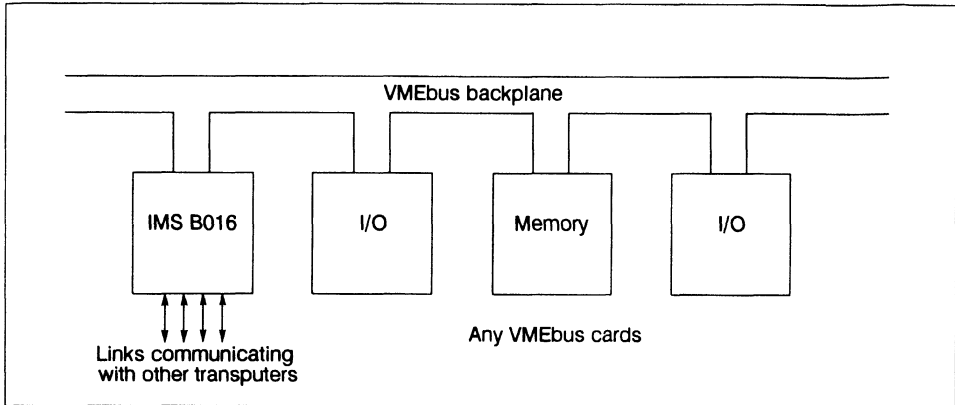 VMEbus backplane
IMS B016
I/O
Memory
I/O
Any VMEbus cards
Links communicating
with other transputers